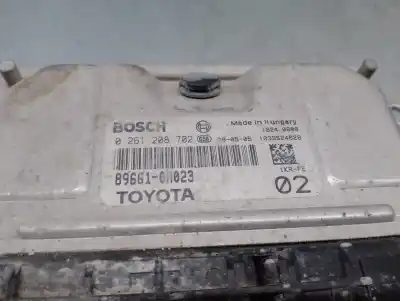 BOSCH Made in Hungary
0 261 208 702
89661-0H023
1KR-FE
TOYOTA 02